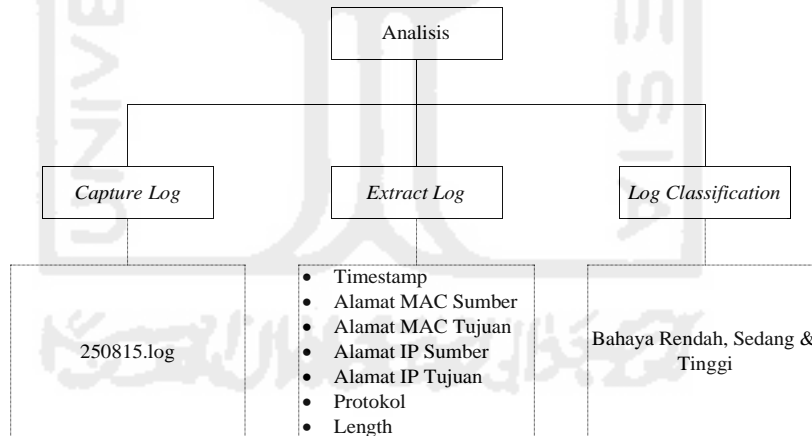 Analisis
Capture Log
Extract Log
Log Classification
250815.log
• Timestamp
• Alamat MAC Sumber
• Alamat MAC Tujuan
• Alamat IP Sumber
• Alamat IP Tujuan
• Protokol
• Length
Bahaya Rendah, Sedang &
Tinggi